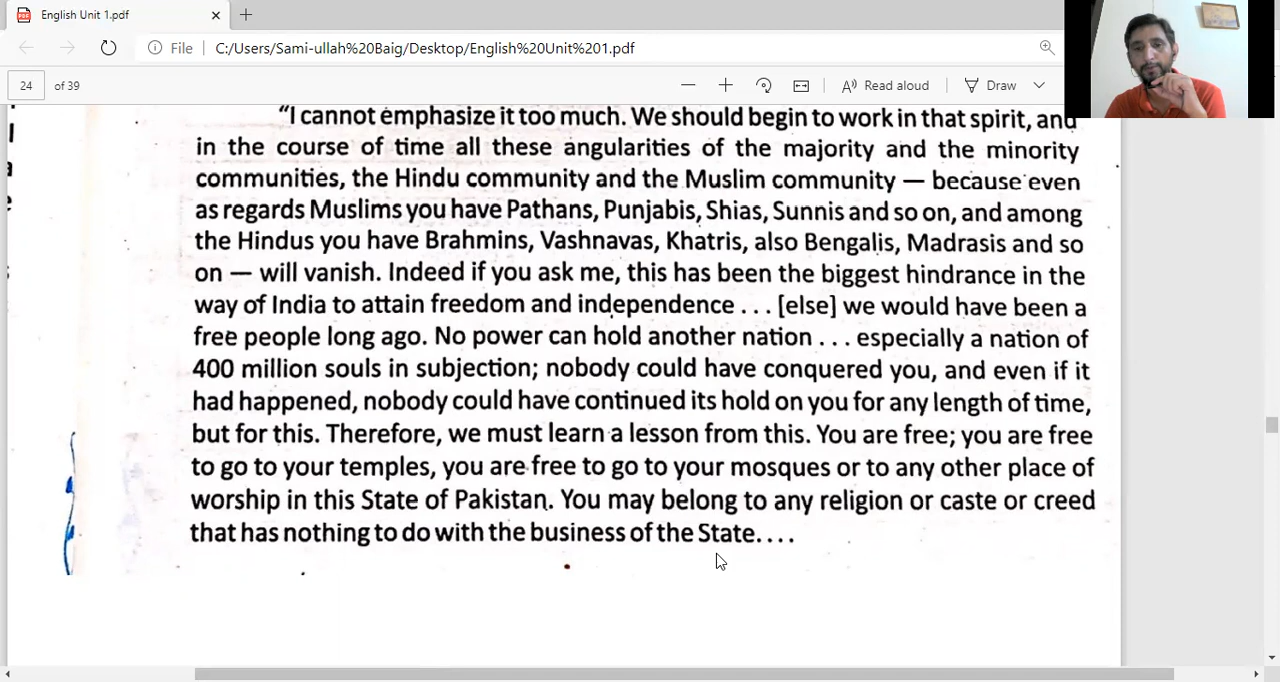 English Unit 1.pdf
File
C:/Users/Sami-ullah%20Baig/Desktop/English%20Unit%201.pdf
24 of 39
Read aloud
Draw
“I cannot emphasize it too much. We should begin to work in that spirit, and
in the course of time all these angularities of the majority and the minority
communities, the Hindu community and the Muslim community — because even
as regards Muslims you have Pathans, Punjabis, Shias, Sunnis and so on, and among
the Hindus you have Brahmins, Vashnavas, Khatris, also Bengalis, Madrasis and so
on — will vanish. Indeed if you ask me, this has been the biggest hindrance in the
way of India to attain freedom and independence . . . [else] we would have been a
free people long ago. No power can hold another nation . . . especially a nation of
400 million souls in subjection; nobody could have conquered you, and even if it
had happened, nobody could have continued its hold on you for any length of time,
but for this. Therefore, we must learn a lesson from this. You are free; you are free
to go to your temples, you are free to go to your mosques or to any other place of
worship in this State of Pakistan. You may belong to any religion or caste or creed
that has nothing to do with the business of the State. . . .